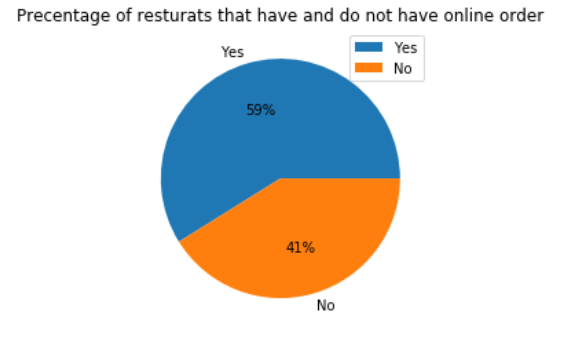 Precentage of resturats that have and do not have online order
Yes
Yes
No
59%
41%
No